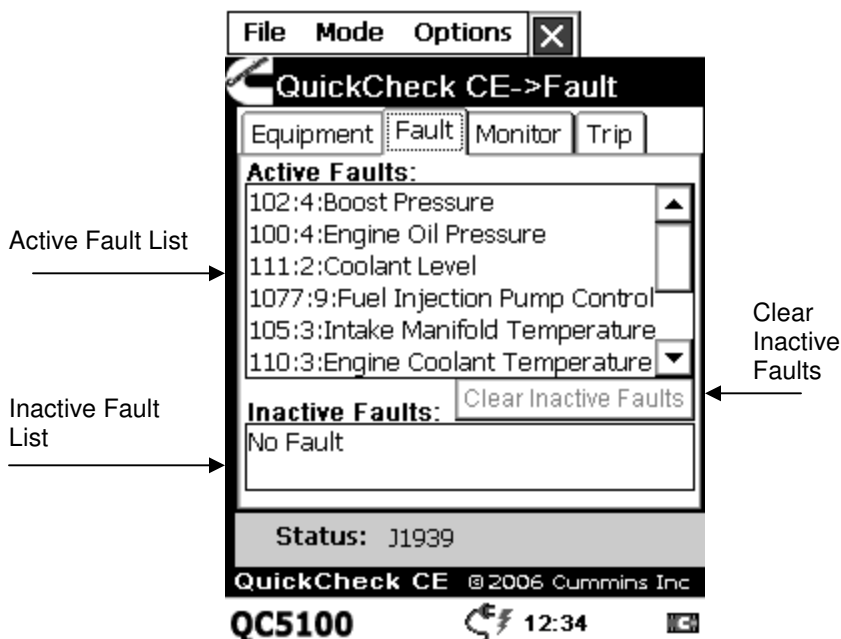 File Mode Options
QuickCheck CE->Fault
Equipment Fault Monitor Trip
Active Faults:
102:4:Boost Pressure
100:4:Engine Oil Pressure
111:2:Coolant Level
1077:9:Fuel Injection Pump Control
105:3:Intake Manifold Temperature
110:3:Engine Coolant Temperature
Clear Inactive Faults
Inactive Faults:
No Fault
Status: J1939
QuickCheck CE ©2006 Cummins Inc
QC5100 12:34
Active Fault List
Inactive Fault
List
Clear
Inactive
Faults